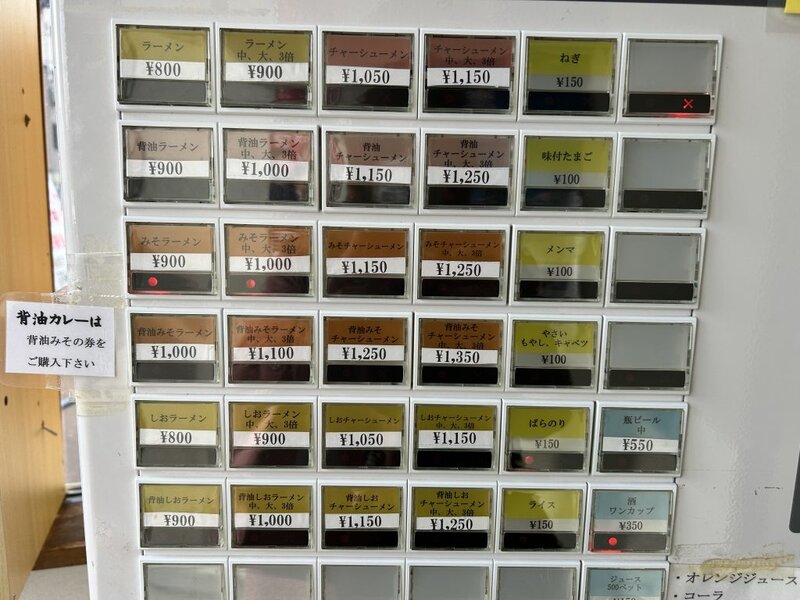 ラーメン
¥800
ラーメン
中、大、3倍
¥900
チャーシューメン
¥1,050
チャーシューメン
中、大、3倍
¥1,150
ねぎ
¥150
背油ラーメン
¥900
背油ラーメン
中、大、3倍
¥1,000
背油
チャーシューメン
¥1,150
背油
チャーシューメン
中、大、3倍
¥1,250
味付たまご
¥100
みそラーメン
¥900
みそラーメン
中、大、3倍
¥1,000
みそチャーシューメン
¥1,150
みそチャーシューメン
中、大、3倍
¥1,250
メンマ
¥100
背油カレーは
背油みその券を
ご購入下さい
背油みそラーメン
¥1,000
背油みそラーメン
中、大、3倍
¥1,100
背油みそ
チャーシューメン
¥1,250
背油みそ
チャーシューメン
中、大、3倍
¥1,350
やさい
もやし、キャベツ
¥100
しおラーメン
¥800
しおラーメン
中、大、3倍
¥900
しおチャーシューメン
¥1,050
しおチャーシューメン
中、大、3倍
¥1,150
ばらのり
¥150
瓶ビール
中
¥550
背油しおラーメン
¥900
背油しおラーメン
中、大、3倍
¥1,000
背油しお
チャーシューメン
¥1,150
背油しお
チャーシューメン
中、大、3倍
¥1,250
ライス
¥150
酒
ワンカップ
¥350
ジュース
500ペット
・オレンジジュース
・コーラ